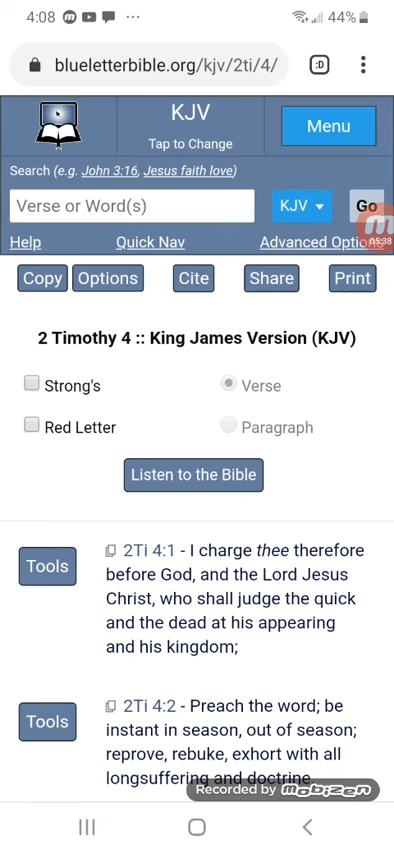 4:08 44%
blueletterbible.org/kjv/2ti/4/ :D
KJV
Tap to Change
Menu
Search (e.g. John 3:16, Jesus faith love)
Verse or Word(s) KJV Go
05:38
Help Quick Nav Advanced Options
Copy Options Cite Share Print
2 Timothy 4 :: King James Version (KJV)
Strong's Verse
Red Letter Paragraph
Listen to the Bible
Tools
2Ti 4:1 - I charge thee therefore
before God, and the Lord Jesus
Christ, who shall judge the quick
and the dead at his appearing
and his kingdom;
Tools
2Ti 4:2 - Preach the word; be
instant in season, out of season;
reprove, rebuke, exhort with all
longsuffering and doctrine.
Recorded by mobizen